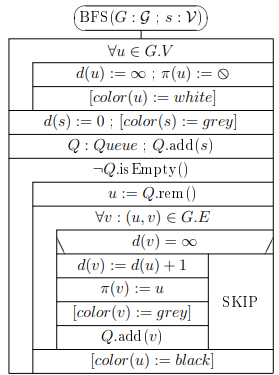 BFS(G : 𝒢 ; s : 𝒱)
∀u ∈ G.V
d(u) := ∞ ; π(u) := ⦸
[color(u) := white]
d(s) := 0 ; [color(s) := grey]
Q : Queue ; Q.add(s)
¬Q.isEmpty()
u := Q.rem()
∀v : (u, v) ∈ G.E
d(v) = ∞
d(v) := d(u) + 1
π(v) := u
[color(v) := grey]
Q.add(v)
SKIP
[color(u) := black]